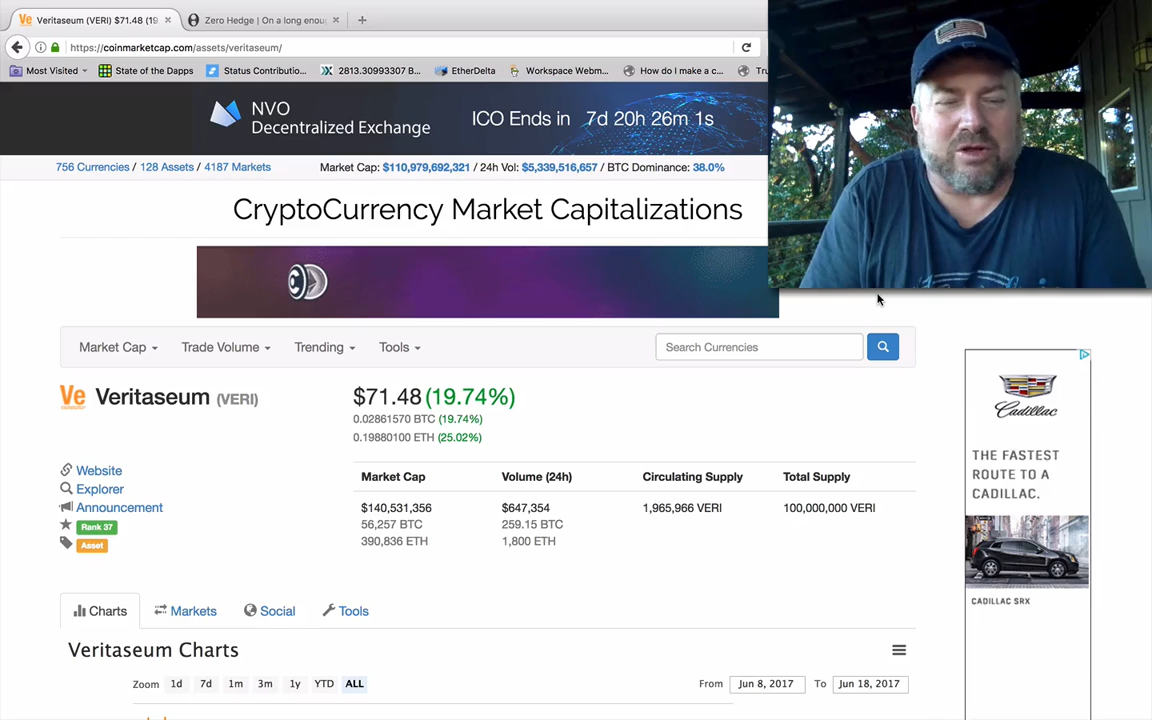 Veritaseum (VERI) $71.48 (19
Zero Hedge | On a long enou
https://coinmarketcap.com/assets/veritaseum/
Most Visited
State of the Dapps
Status Contributio...
2813.30993307 B...
EtherDelta
Workspace Webm...
How do I make a c...
NVO
Decentralized Exchange
ICO Ends in 7d 20h 26m 1s
756 Currencies / 128 Assets / 4187 Markets
Market Cap: $110,979,692,321 / 24h Vol: $5,339,516,657 / BTC Dominance: 38.0%
CryptoCurrency Market Capitalizations
Market Cap
Trade Volume
Trending
Tools
Search Currencies
Ve Veritaseum (VERI)
$71.48 (19.74%)
0.02861570 BTC (19.74%)
0.19880100 ETH (25.02%)
Website
Explorer
Announcement
Rank 37
Asset
Market Cap
Volume (24h)
Circulating Supply
Total Supply
$140,531,356
$647,354
1,965,966 VERI
100,000,000 VERI
56,257 BTC
259.15 BTC
390,836 ETH
1,800 ETH
Cadillac
THE FASTEST
ROUTE TO A
CADILLAC.
CADILLAC SRX
Charts
Markets
Social
Tools
Veritaseum Charts
Zoom 1d 7d 1m 3m 1y YTD ALL
From Jun 8, 2017 To Jun 18, 2017